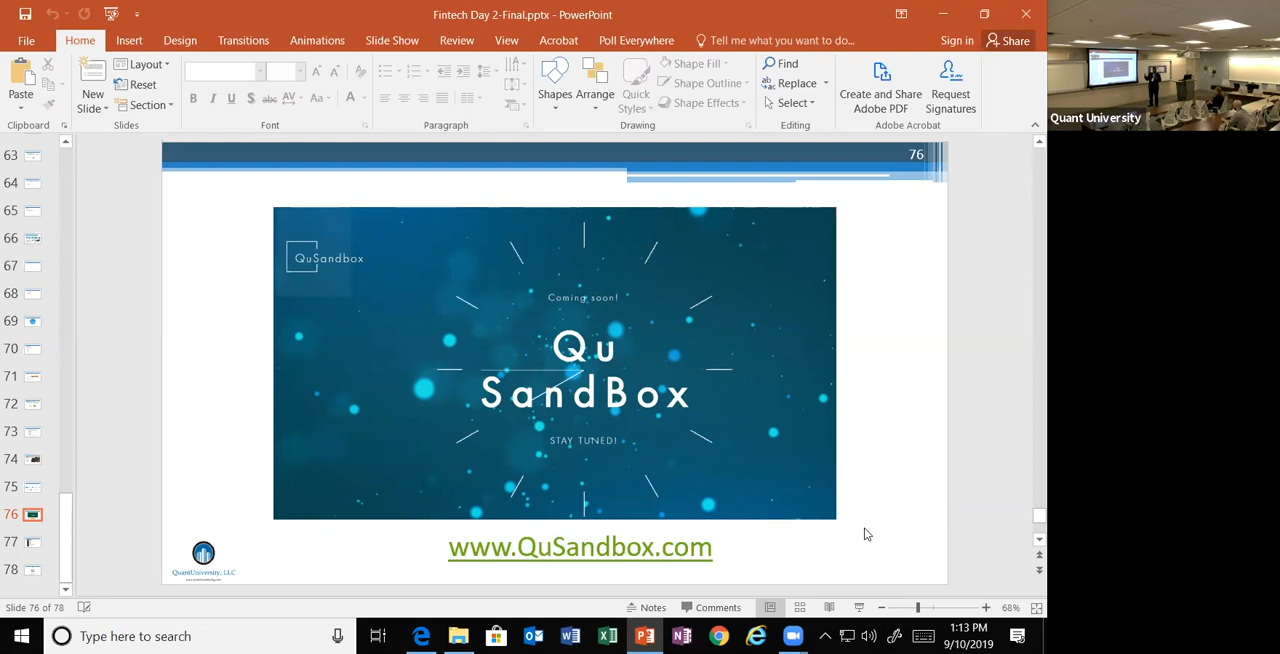 Fintech Day 2-Final.pptx - PowerPoint
File Home Insert Design Transitions Animations Slide Show Review View Acrobat Poll Everywhere Tell me what you want to do... Sign in Share
Paste
Clipboard
New Slide
Layout
Reset
Section
Slides
B I U S abc AV Aa A
Font
Paragraph
Shapes
Arrange
Quick Styles
Shape Fill
Shape Outline
Shape Effects
Drawing
Find
Replace
Select
Editing
Create and Share Adobe PDF
Request Signatures
Adobe Acrobat
Quant University
63
64
65
66
67
68
69
70
71
72
73
74
75
76
77
78
76
QuSandbox
Coming soon!
Qu
SandBox
STAY TUNED!
www.QuSandbox.com
QuantUniversity, LLC
Slide 76 of 78
Notes
Comments
68%
Type here to search
1:13 PM
9/10/2019